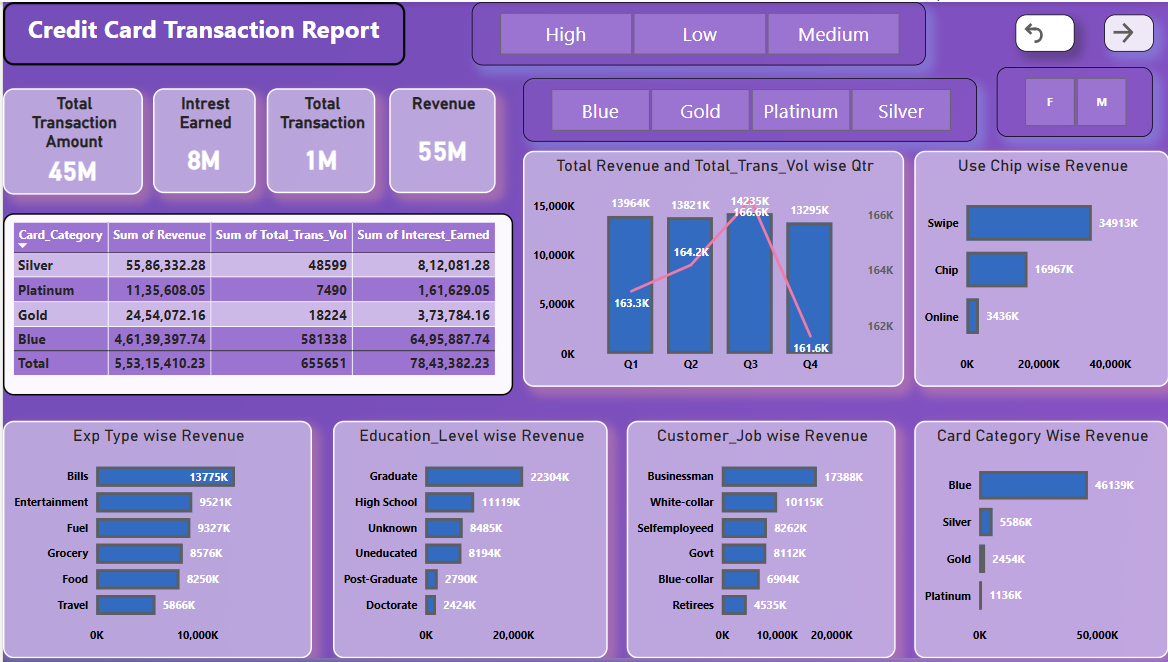 Credit Card Transaction Report
High Low Medium
Blue Gold Platinum Silver
F M
Total
Transaction
Amount
45M
Intrest
Earned
8M
Total
Transaction
1M
Revenue
55M
Card_Category Sum of Revenue Sum of Total_Trans_Vol Sum of Interest_Earned
Silver 55,86,332.28 48599 8,12,081.28
Platinum 11,35,608.05 7490 1,61,629.05
Gold 24,54,072.16 18224 3,73,784.16
Blue 4,61,39,397.74 581338 64,95,887.74
Total 5,53,15,410.23 655651 78,43,382.23
Total Revenue and Total_Trans_Vol wise Qtr
15,000K
10,000K
5,000K
0K
13964K 13821K 14235K 13295K
163.3K 164.2K 166.6K 161.6K
166K
164K
162K
Q1 Q2 Q3 Q4
Use Chip wise Revenue
Swipe 34913K
Chip 16967K
Online 3436K
0K 20,000K 40,000K
Exp Type wise Revenue
Bills 13775K
Entertainment 9521K
Fuel 9327K
Grocery 8576K
Food 8250K
Travel 5866K
0K 10,000K
Education_Level wise Revenue
Graduate 22304K
High School 11119K
Unknown 8485K
Uneducated 8194K
Post-Graduate 2790K
Doctorate 2424K
0K 20,000K
Customer_Job wise Revenue
Businessman 17388K
White-collar 10115K
Selfemployeed 8262K
Govt 8112K
Blue-collar 6904K
Retirees 4535K
0K 10,000K 20,000K
Card Category Wise Revenue
Blue 46139K
Silver 5586K
Gold 2454K
Platinum 1136K
0K 50,000K